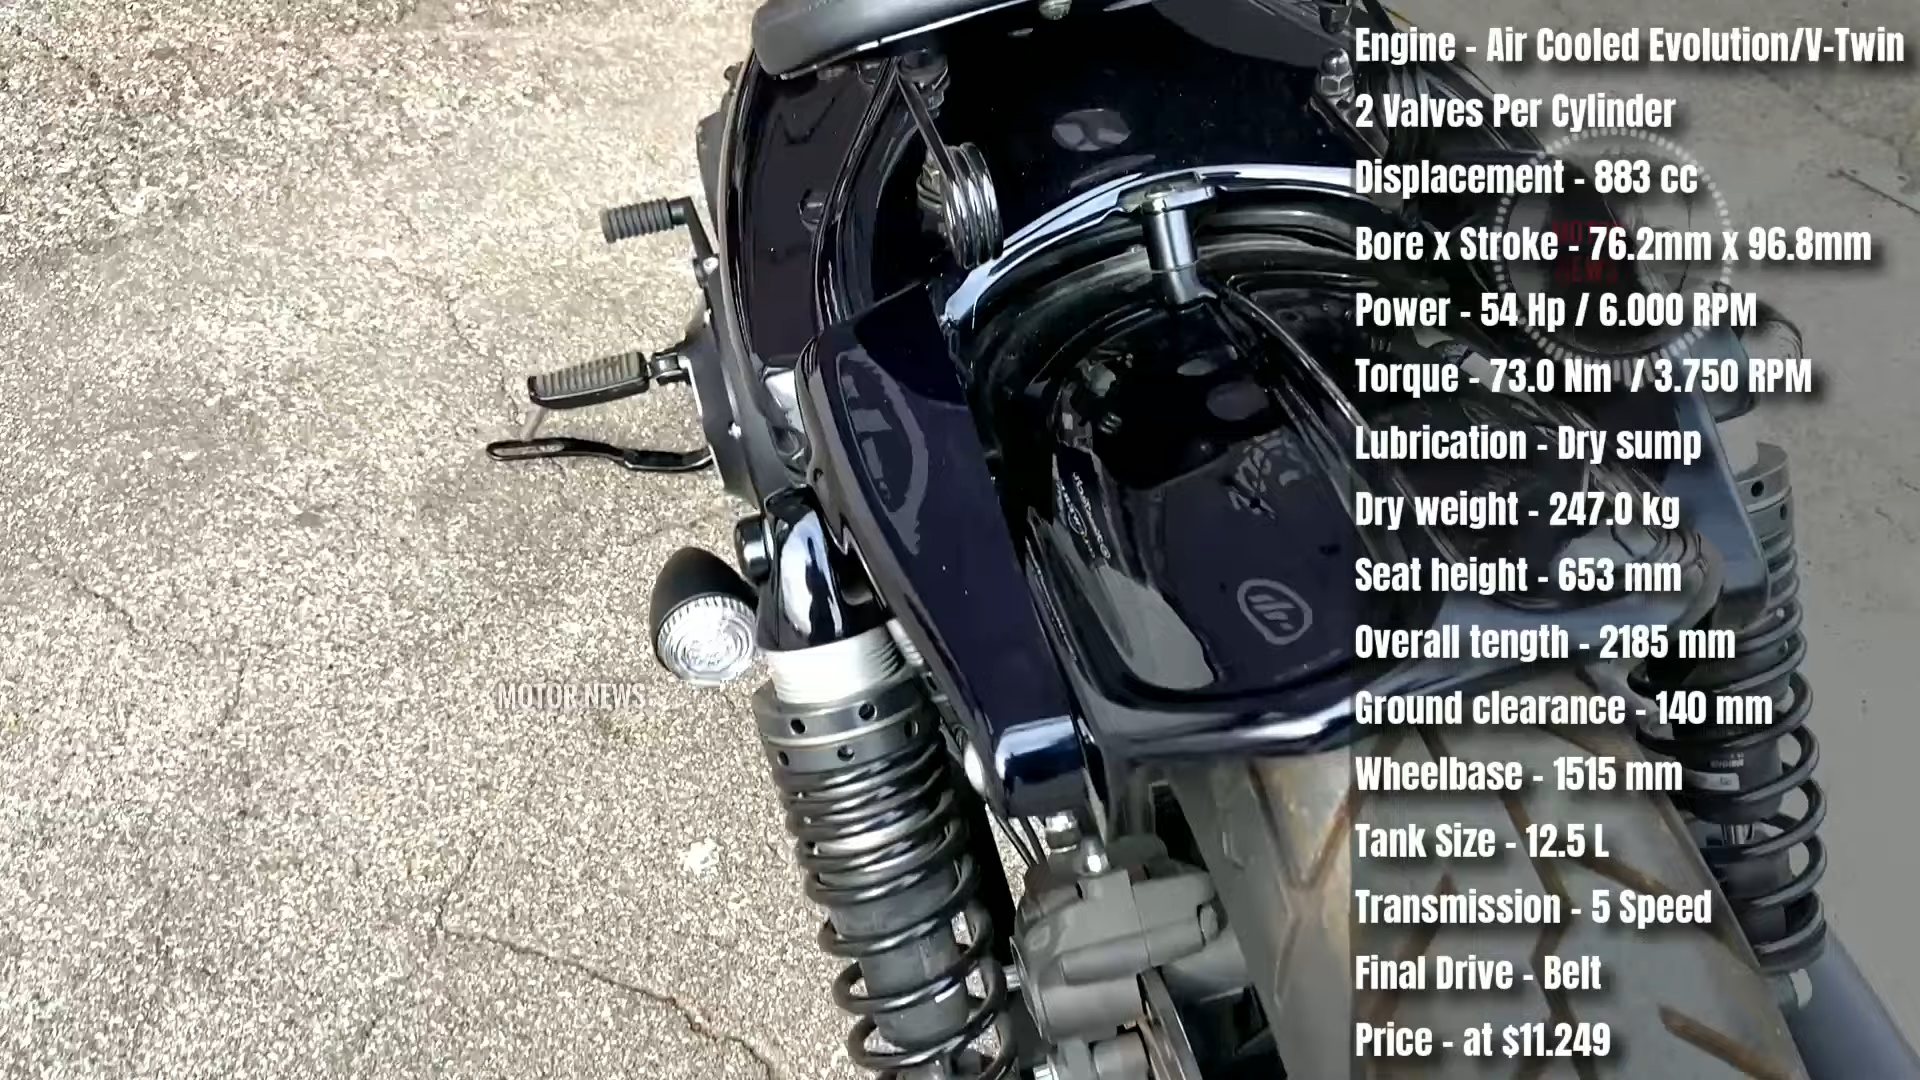 Engine - Air Cooled Evolution/V-Twin
2 Valves Per Cylinder
Displacement - 883 cc
Bore x Stroke - 76.2mm x 96.8mm
Power - 54 Hp / 6.000 RPM
Torque - 73.0 Nm / 3.750 RPM
Lubrication - Dry sump
Dry weight - 247.0 kg
Seat height - 653 mm
Overall tength - 2185 mm
Ground clearance - 140 mm
Wheelbase - 1515 mm
Tank Size - 12.5 L
Transmission - 5 Speed
Final Drive - Belt
Price - at $11.249
MOTOR NEWS
MOTOR
NEWS